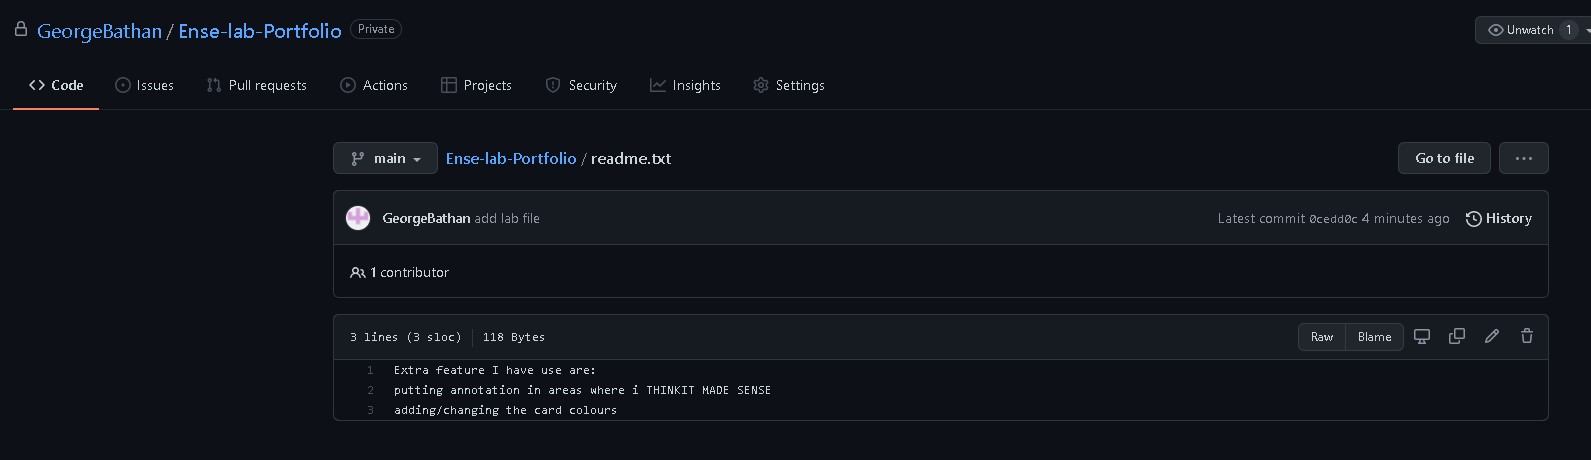 GeorgeBathan / Ense-lab-Portfolio Private
Unwatch 1
Code Issues Pull requests Actions Projects Security Insights Settings
main Ense-lab-Portfolio / readme.txt Go to file ...
GeorgeBathan add lab file Latest commit 0cedd0c 4 minutes ago History
1 contributor
3 lines (3 sloc) 118 Bytes Raw Blame
1 Extra feature I have use are:
2 putting annotation in areas where i THINKIT MADE SENSE
3 adding/changing the card colours